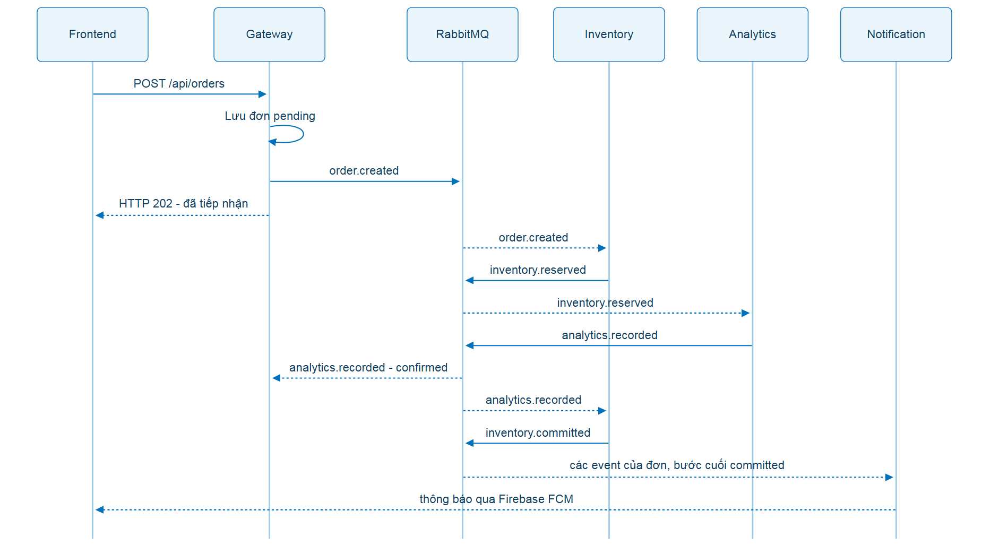 Frontend
Gateway
RabbitMQ
Inventory
Analytics
Notification
POST /api/orders
Lưu đơn pending
order.created
HTTP 202 - đã tiếp nhận
order.created
inventory.reserved
inventory.reserved
analytics.recorded
analytics.recorded - confirmed
analytics.recorded
inventory.committed
các event của đơn, bước cuối committed
thông báo qua Firebase FCM